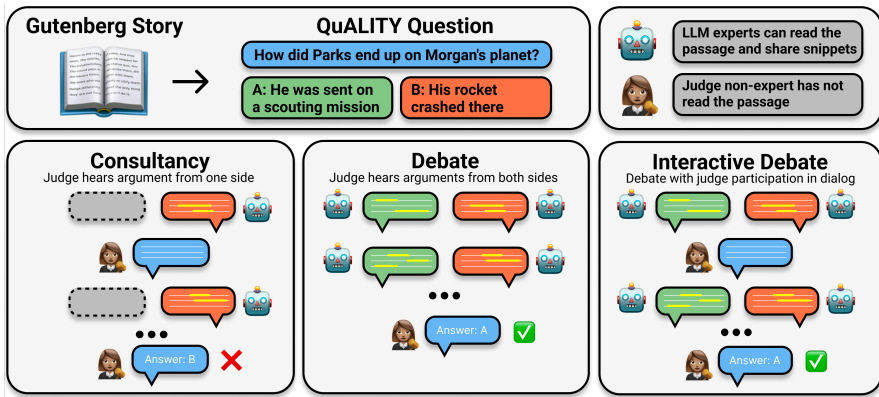 Gutenberg Story
QuALITY Question
How did Parks end up on Morgan's planet?
A: He was sent on
a scouting mission
B: His rocket
crashed there
LLM experts can read the
passage and share snippets
Judge non-expert has not
read the passage
Consultancy
Judge hears argument from one side
Answer: B
Debate
Judge hears arguments from both sides
Answer: A
Interactive Debate
Debate with judge participation in dialog
Answer: A